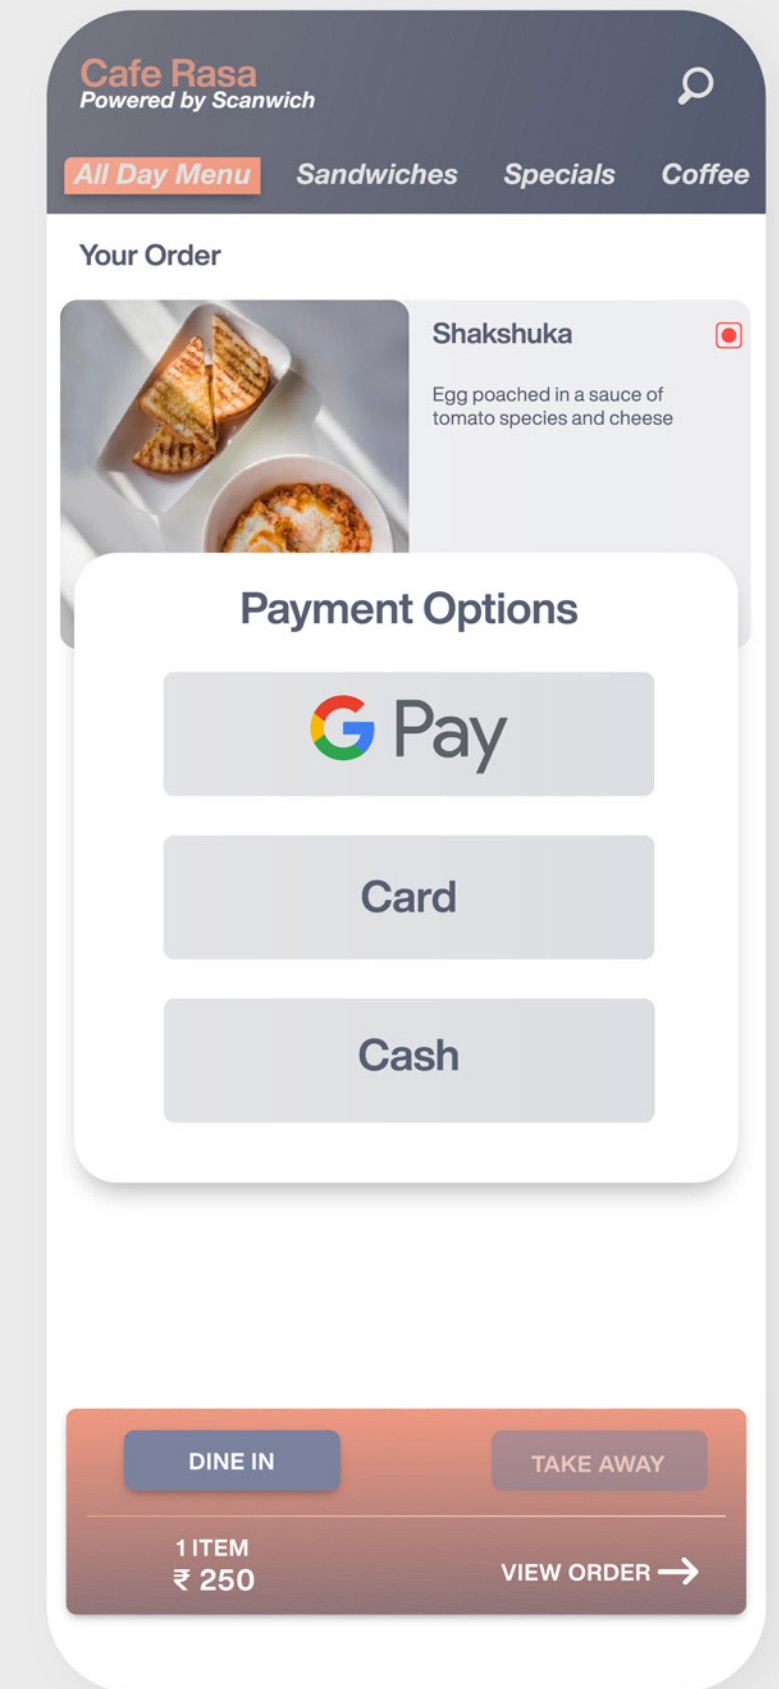 Cafe Rasa
Powered by Scanwich
All Day Menu Sandwiches Specials Coffee
Your Order
Shakshuka
Egg poached in a sauce of
tomato species and cheese
Payment Options
G Pay
Card
Cash
DINE IN TAKE AWAY
1 ITEM
₹ 250
VIEW ORDER →